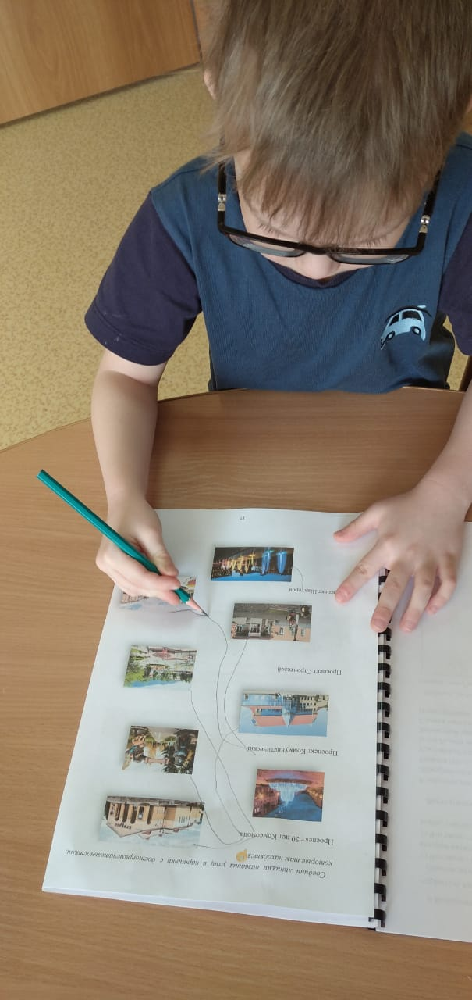 Соедини линиями названия улиц и картинки с достопримечательностями,
которые там находятся
Проспект 50 лет Комсомола
Проспект Коммунистический
Проспект Строителей
Шахтеров
17